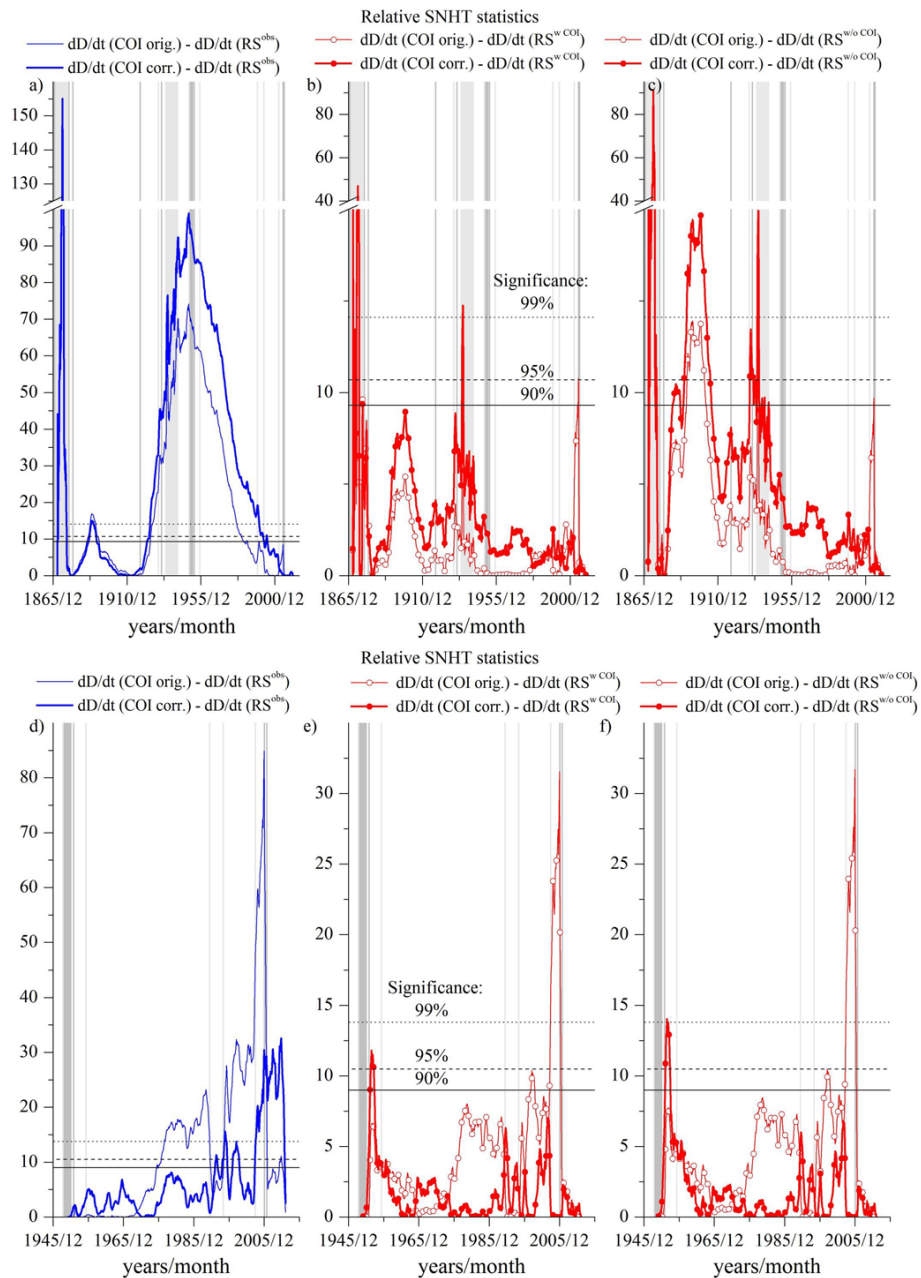 Relative SNHT statistics
dD/dt (COI orig.) - dD/dt (RS^obs)
dD/dt (COI corr.) - dD/dt (RS^obs)
dD/dt (COI orig.) - dD/dt (RS^w COI)
dD/dt (COI corr.) - dD/dt (RS^w COI)
dD/dt (COI orig.) - dD/dt (RS^w/o COI)
dD/dt (COI corr.) - dD/dt (RS^w/o COI)
a)
150
140
130
90
80
70
60
50
40
30
20
10
0
1865/12 1910/12 1955/12 2000/12
years/month
b)
80
60
40
Significance:
99%
95%
90%
10
0
1865/12 1910/12 1955/12 2000/12
years/month
c)
80
60
40
10
0
1865/12 1910/12 1955/12 2000/12
years/month
Relative SNHT statistics
dD/dt (COI orig.) - dD/dt (RS^obs)
dD/dt (COI corr.) - dD/dt (RS^obs)
dD/dt (COI orig.) - dD/dt (RS^w COI)
dD/dt (COI corr.) - dD/dt (RS^w COI)
dD/dt (COI orig.) - dD/dt (RS^w/o COI)
dD/dt (COI corr.) - dD/dt (RS^w/o COI)
d)
80
70
60
50
40
30
20
10
0
1945/12 1965/12 1985/12 2005/12
years/month
e)
30
25
20
15
10
5
0
Significance:
99%
95%
90%
1945/12 1965/12 1985/12 2005/12
years/month
f)
30
25
20
15
10
5
0
1945/12 1965/12 1985/12 2005/12
years/month